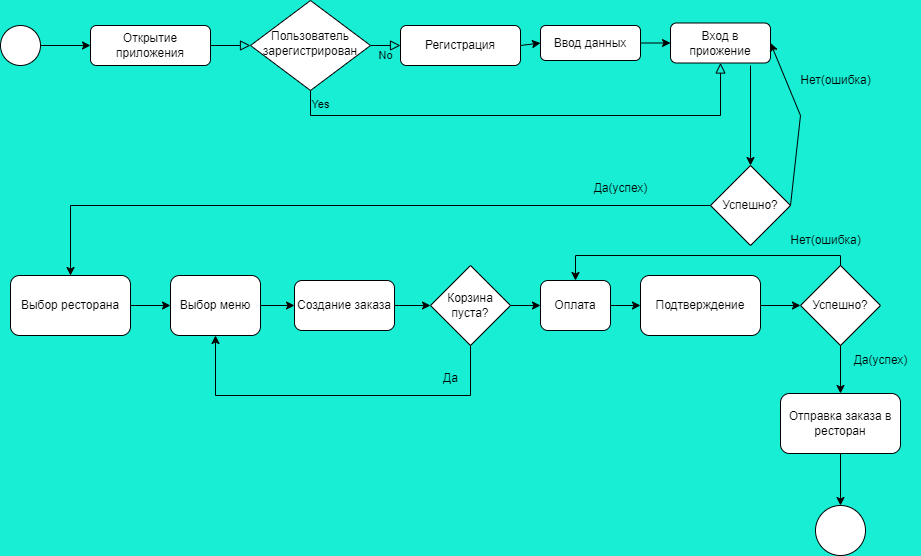 Открытие
приложения
Пользователь
зарегистрирован
No
Регистрация
Ввод данных
Вход в
приожение
Нет(ошибка)
Yes
Да(успех)
Успешно?
Нет(ошибка)
Выбор ресторана
Выбор меню
Создание заказа
Корзина
пуста?
Оплата
Подтверждение
Успешно?
Да
Да(успех)
Отправка заказа в
ресторан